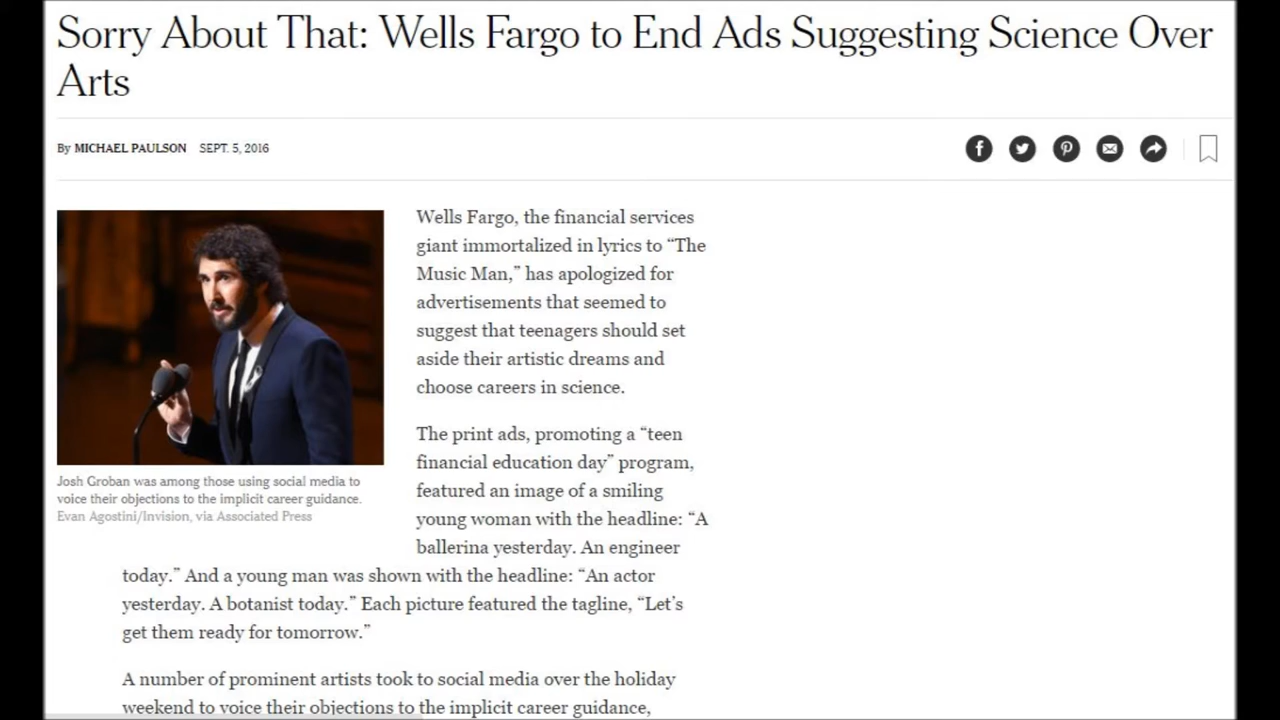 Sorry About That: Wells Fargo to End Ads Suggesting Science Over
Arts
By MICHAEL PAULSON SEPT. 5, 2016
Wells Fargo, the financial services
giant immortalized in lyrics to “The
Music Man,” has apologized for
advertisements that seemed to
suggest that teenagers should set
aside their artistic dreams and
choose careers in science.
Josh Groban was among those using social media to
voice their objections to the implicit career guidance.
Evan Agostini/Invision, via Associated Press
The print ads, promoting a “teen
financial education day” program,
featured an image of a smiling
young woman with the headline: “A
ballerina yesterday. An engineer
today.” And a young man was shown with the headline: “An actor
yesterday. A botanist today.” Each picture featured the tagline, “Let’s
get them ready for tomorrow.”
A number of prominent artists took to social media over the holiday
weekend to voice their objections to the implicit career guidance,